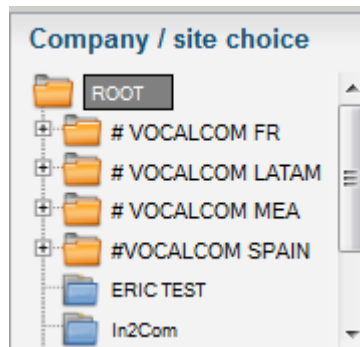 Company / site choice
ROOT
# VOCALCOM FR
# VOCALCOM LATAM
# VOCALCOM MEA
#VOCALCOM SPAIN
ERIC TEST
In2Com